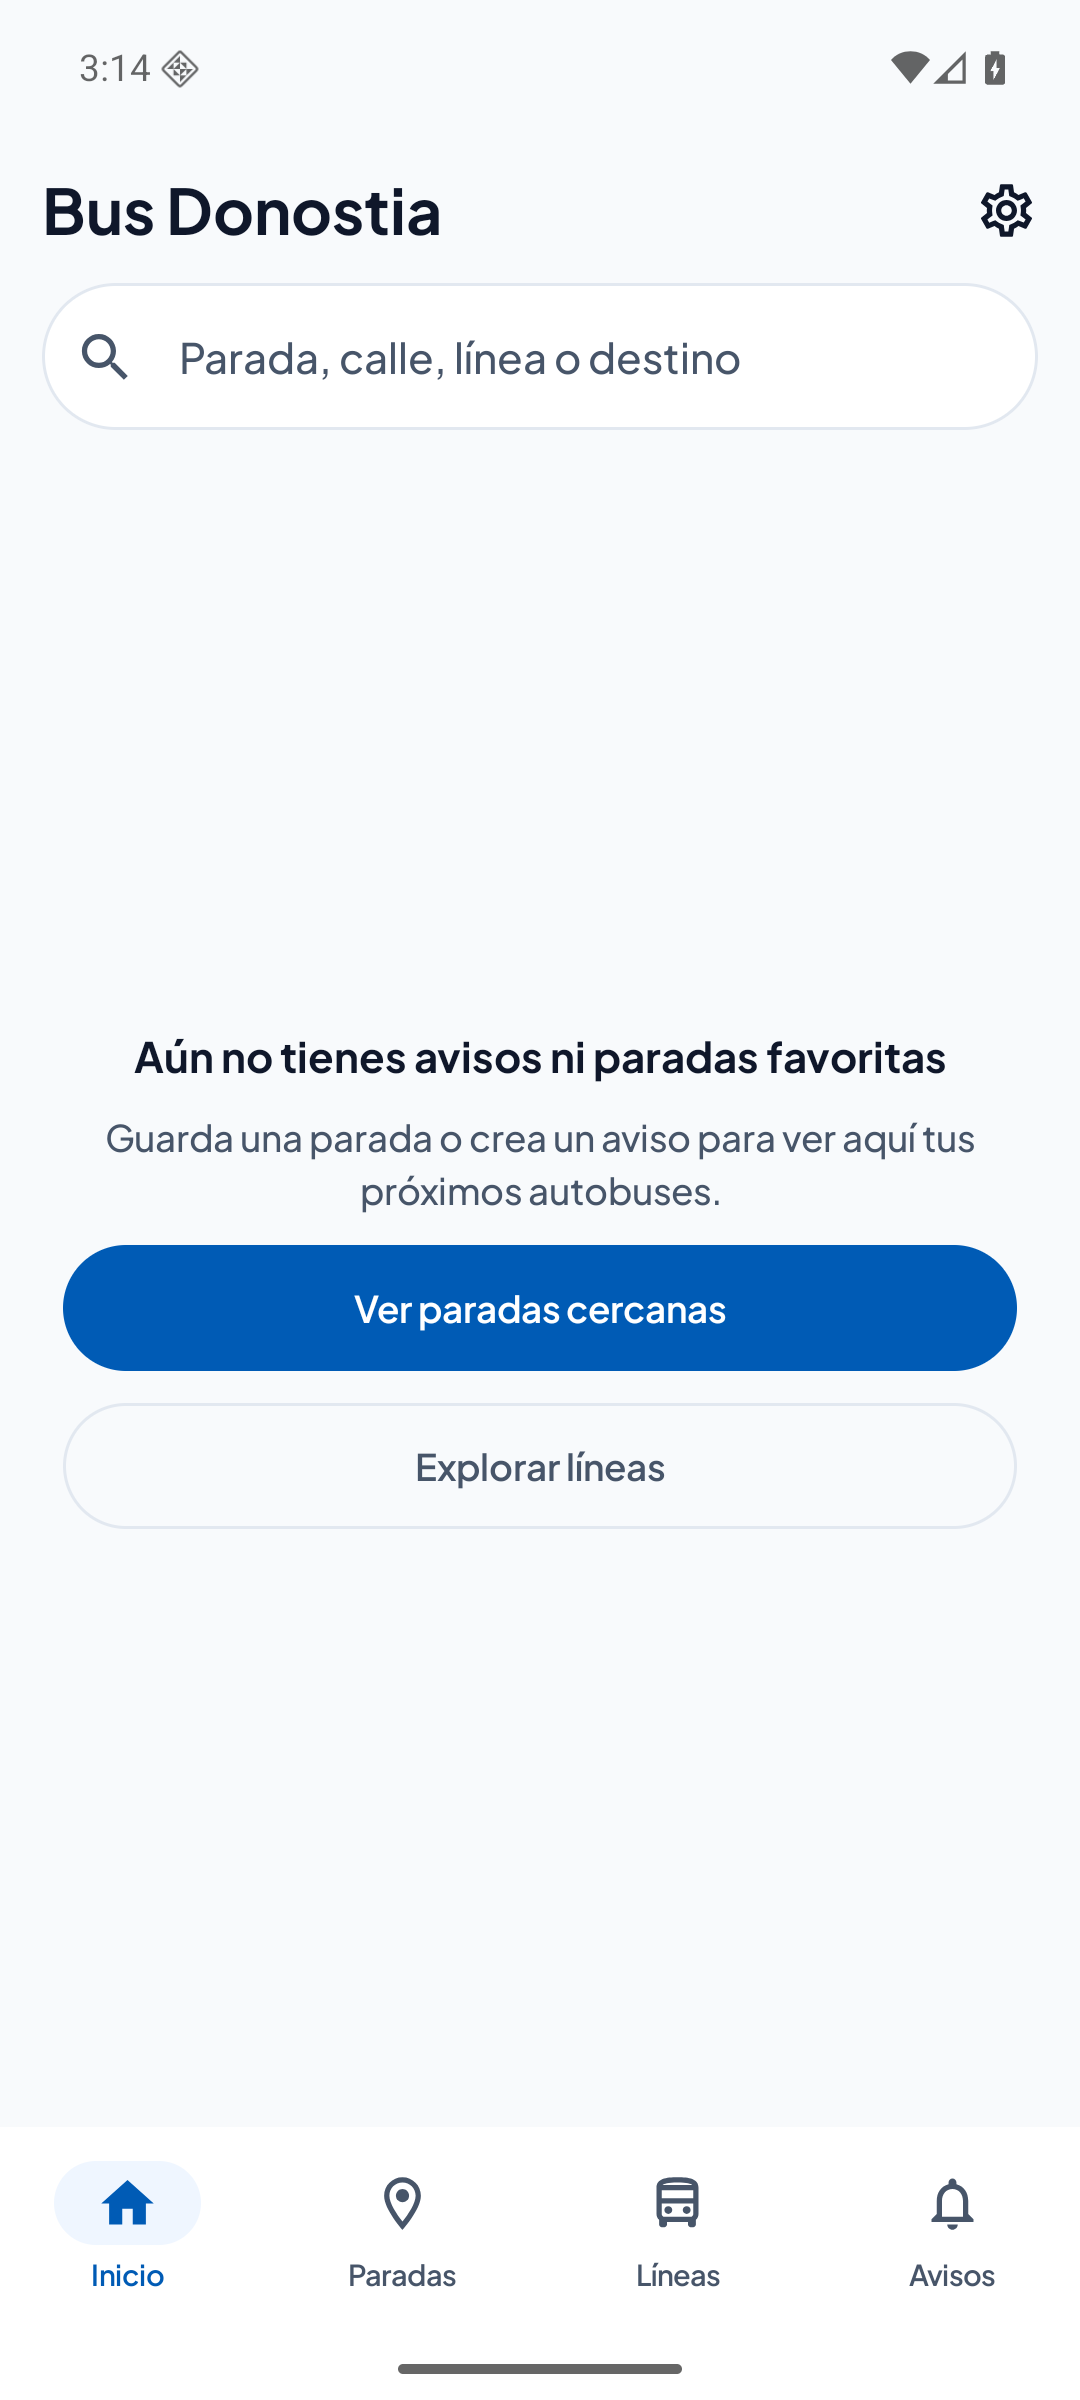 3:14
Bus Donostia
Parada, calle, línea o destino
Aún no tienes avisos ni paradas favoritas
Guarda una parada o crea un aviso para ver aquí tus
próximos autobuses.
Ver paradas cercanas
Explorar líneas
Inicio
Paradas
Líneas
Avisos